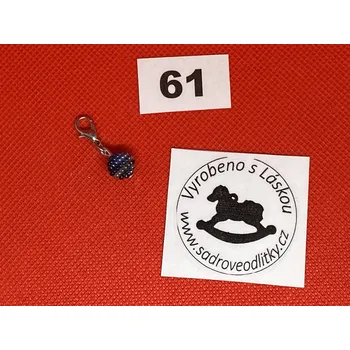 61
Vyrobeno s Láskou
www.sadroveodlitky.cz